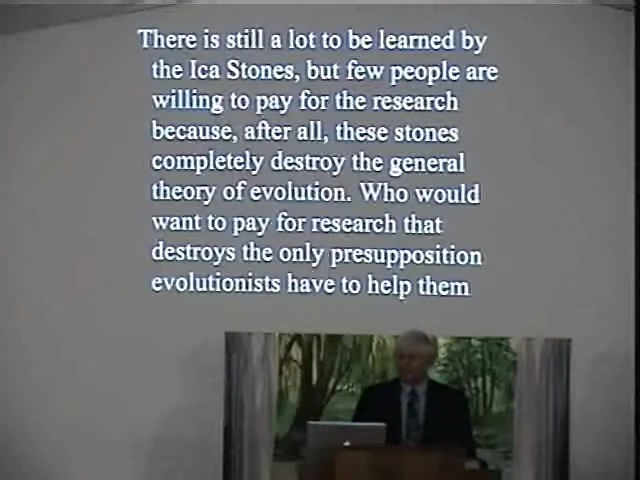 There is still a lot to be learned by
the Ica Stones, but few people are
willing to pay for the research
because, after all, these stones
completely destroy the general
theory of evolution. Who would
want to pay for research that
destroys the only presupposition
evolutionists have to help them